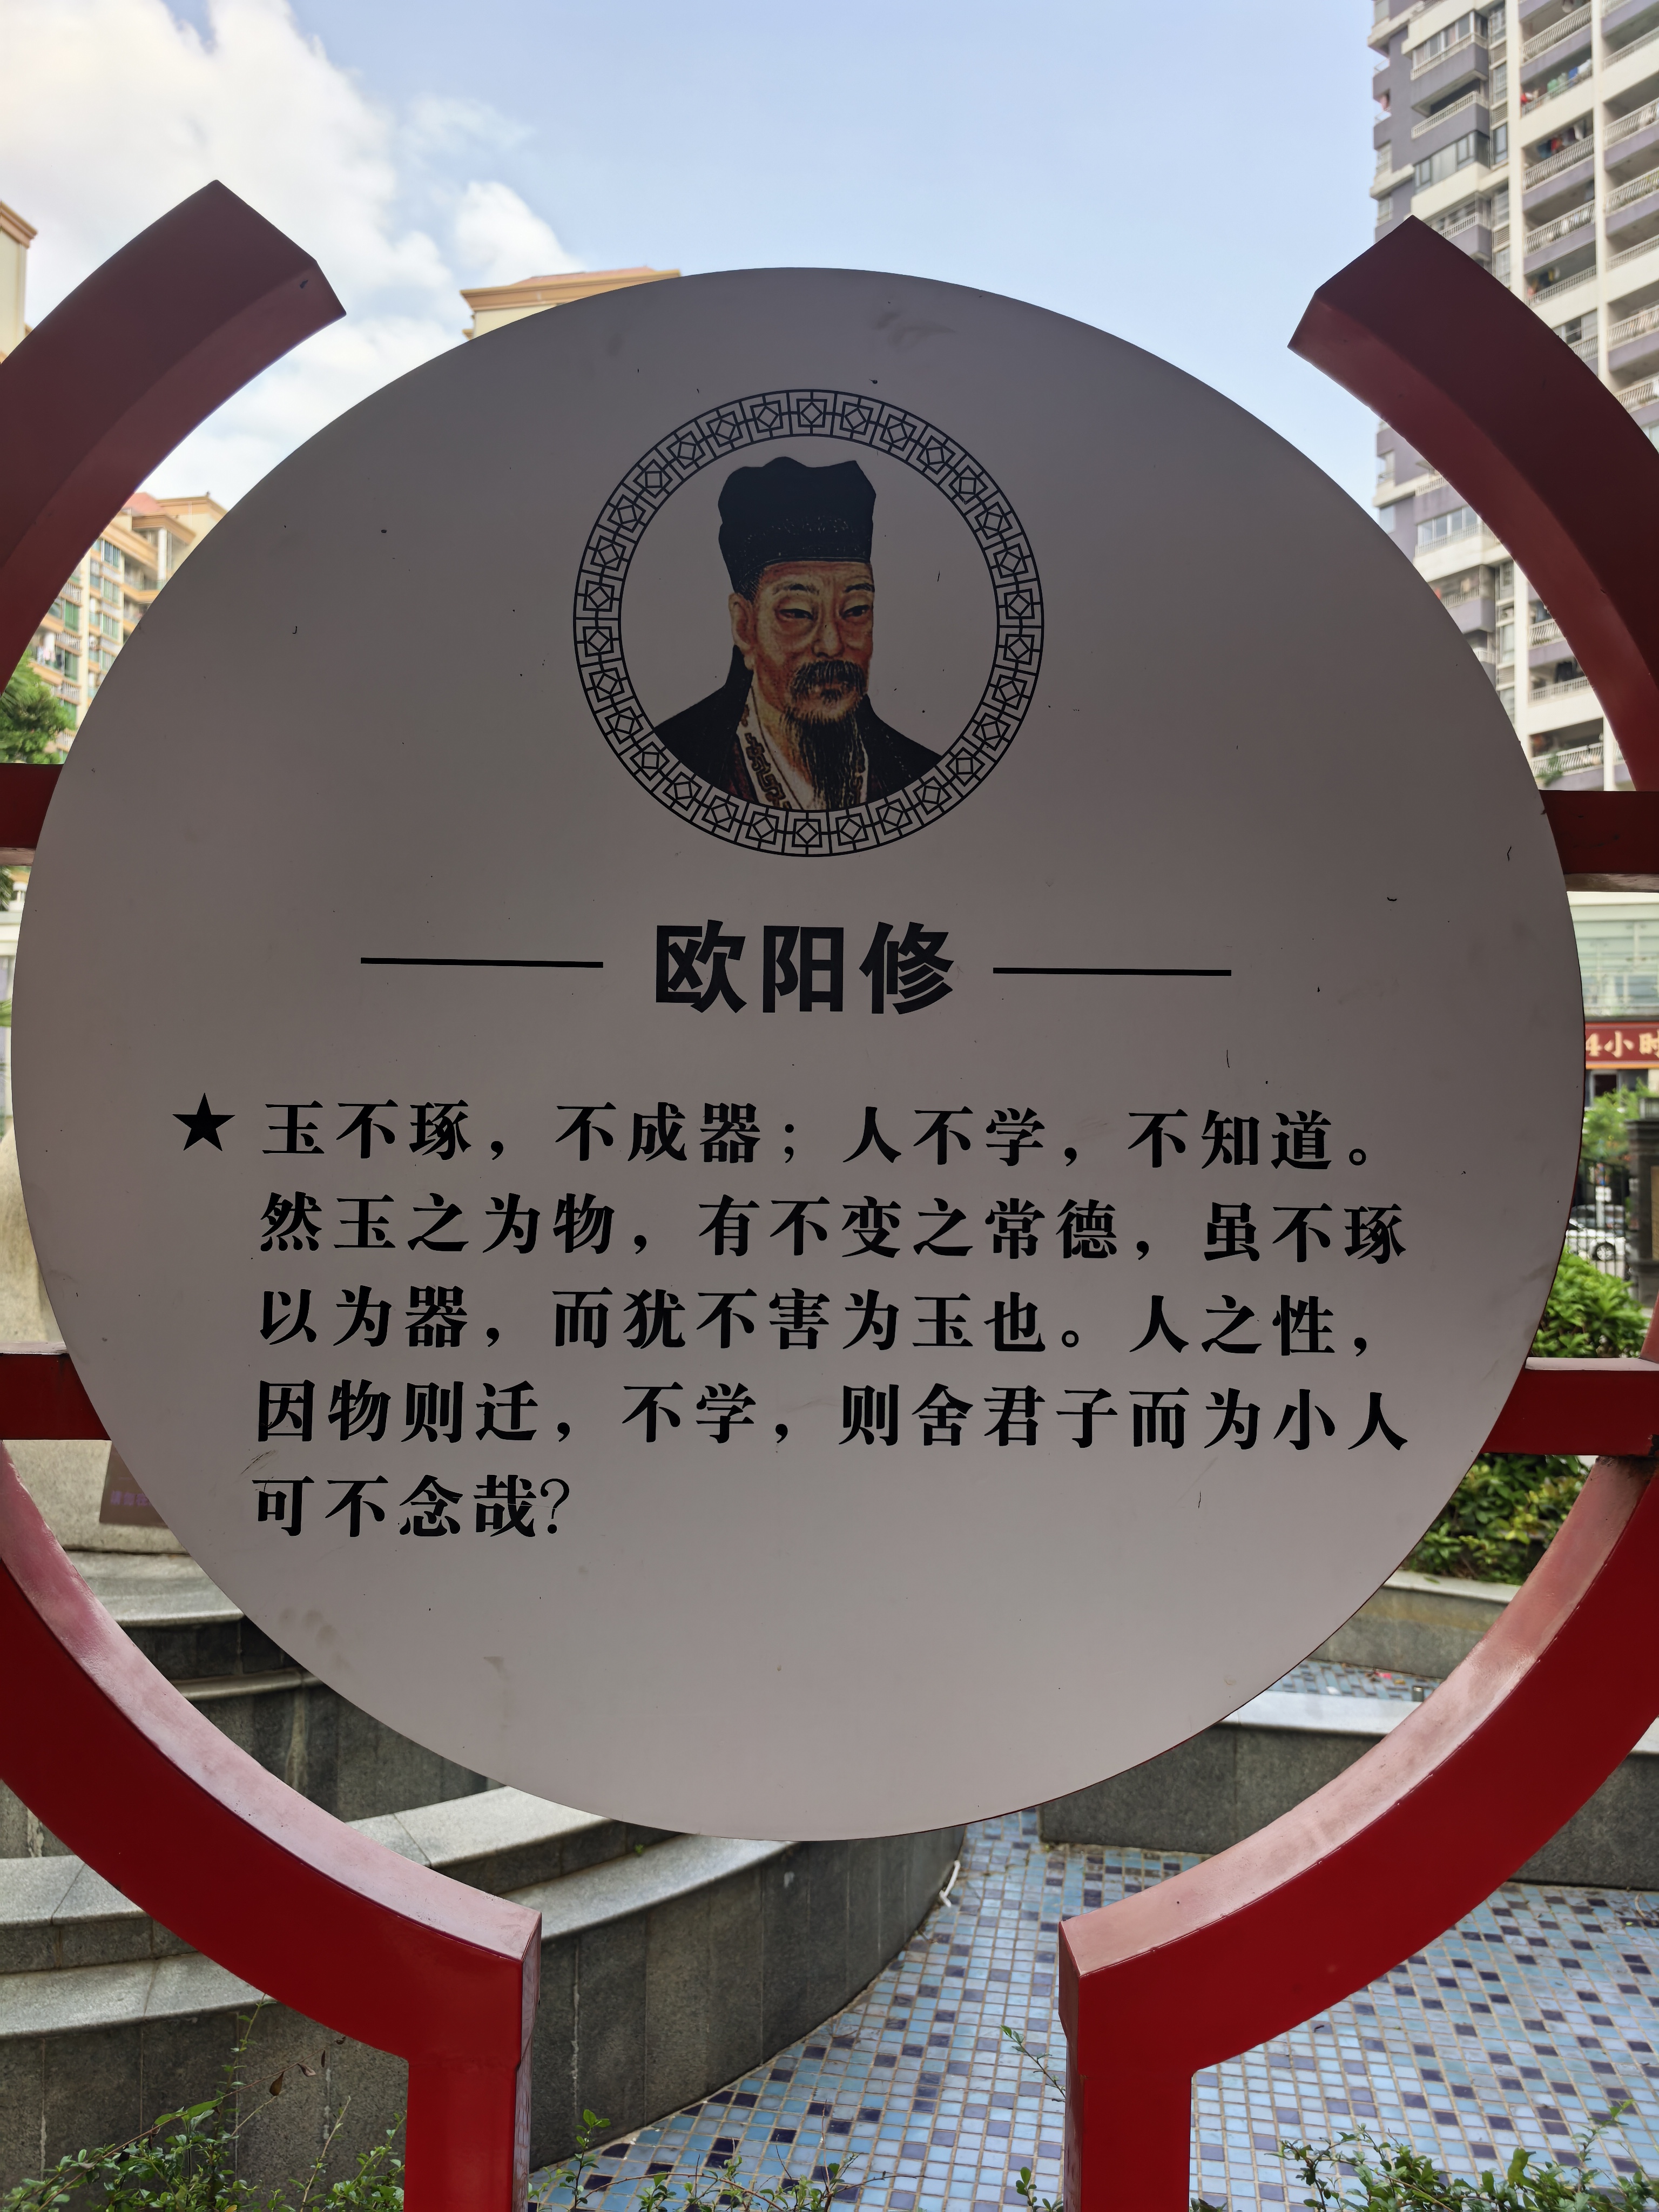 欧阳修
★玉不琢，不成器；人不学，不知道。
然玉之为物，有不变之常德，虽不琢
以为器，而犹不害为玉也。人之性，
因物则迁，不学，则舍君子而为小人
可不念哉？
4小时